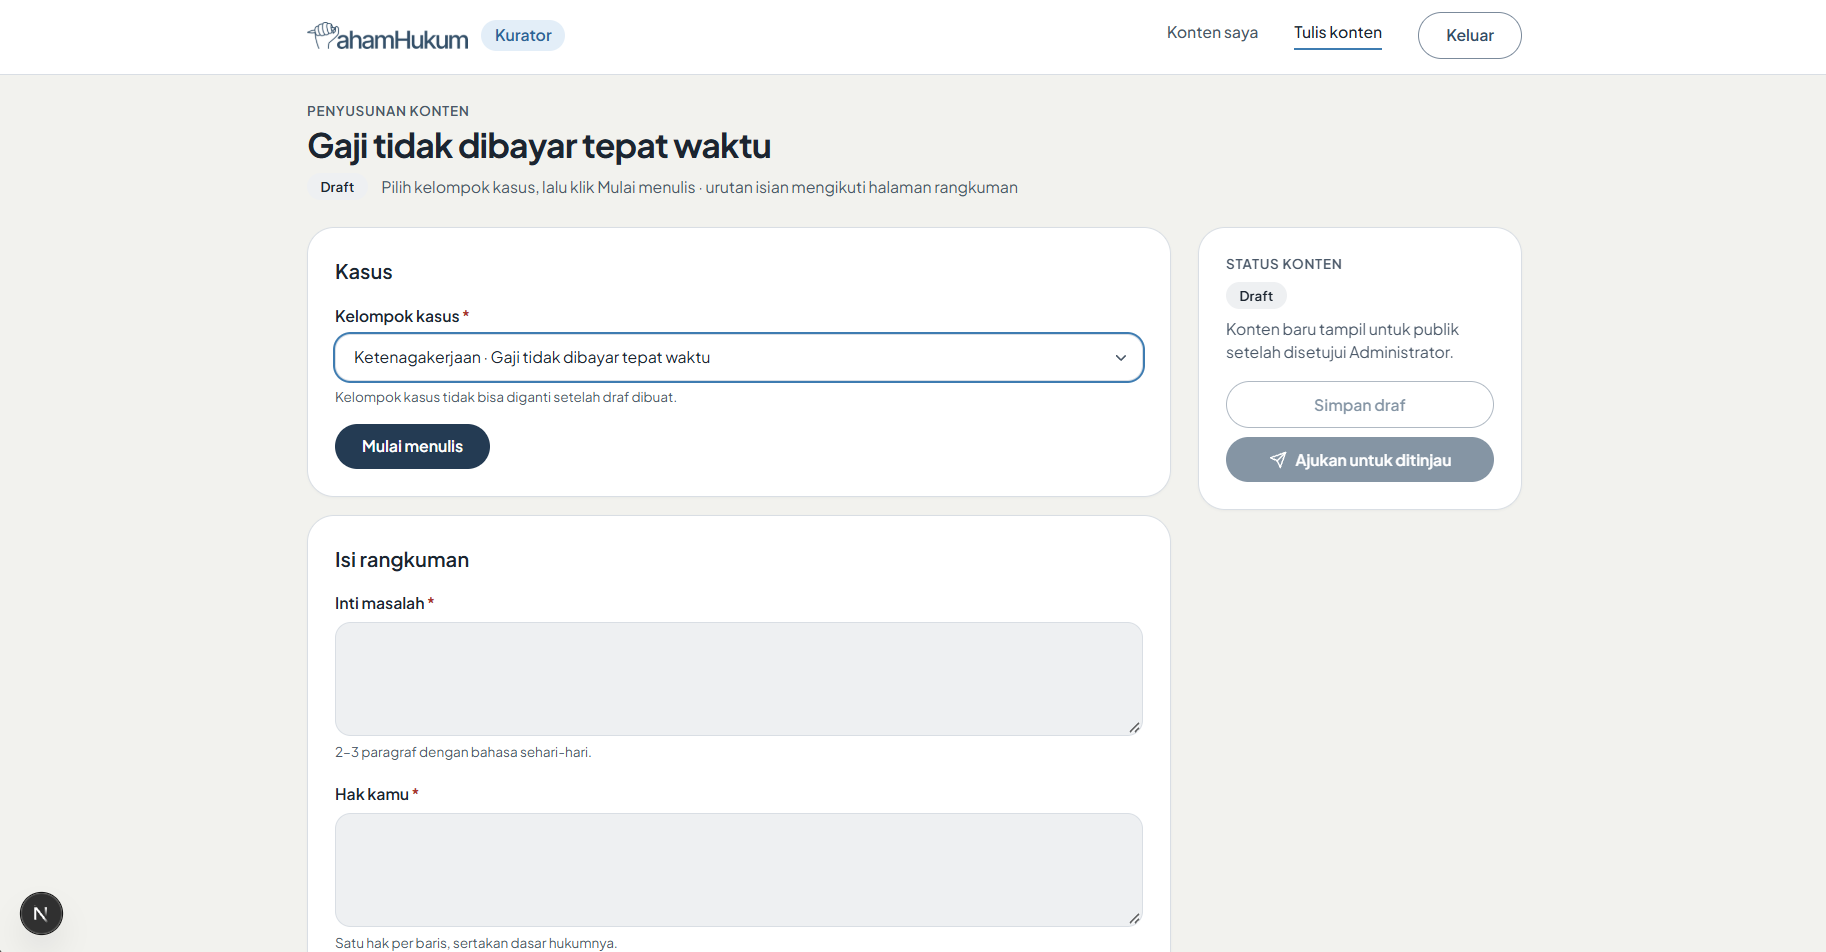 PahamHukum
Kurator
Konten saya
Tulis konten
Keluar
PENYUSUNAN KONTEN
Gaji tidak dibayar tepat waktu
Draft
Pilih kelompok kasus, lalu klik Mulai menulis · urutan isian mengikuti halaman rangkuman
Kasus
Kelompok kasus *
Ketenagakerjaan · Gaji tidak dibayar tepat waktu
Kelompok kasus tidak bisa diganti setelah draf dibuat.
Mulai menulis
STATUS KONTEN
Draft
Konten baru tampil untuk publik
setelah disetujui Administrator.
Simpan draf
Ajukan untuk ditinjau
Isi rangkuman
Inti masalah *
2–3 paragraf dengan bahasa sehari-hari.
Hak kamu *
Satu hak per baris, sertakan dasar hukumnya.
N